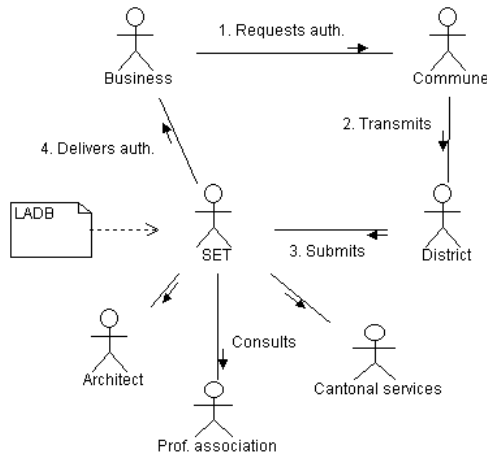 1. Requests auth.
Business
Commune
2. Transmits
4. Delivers auth.
LADB
SET
3. Submits
District
Consults
Architect
Cantonal services
Prof. association